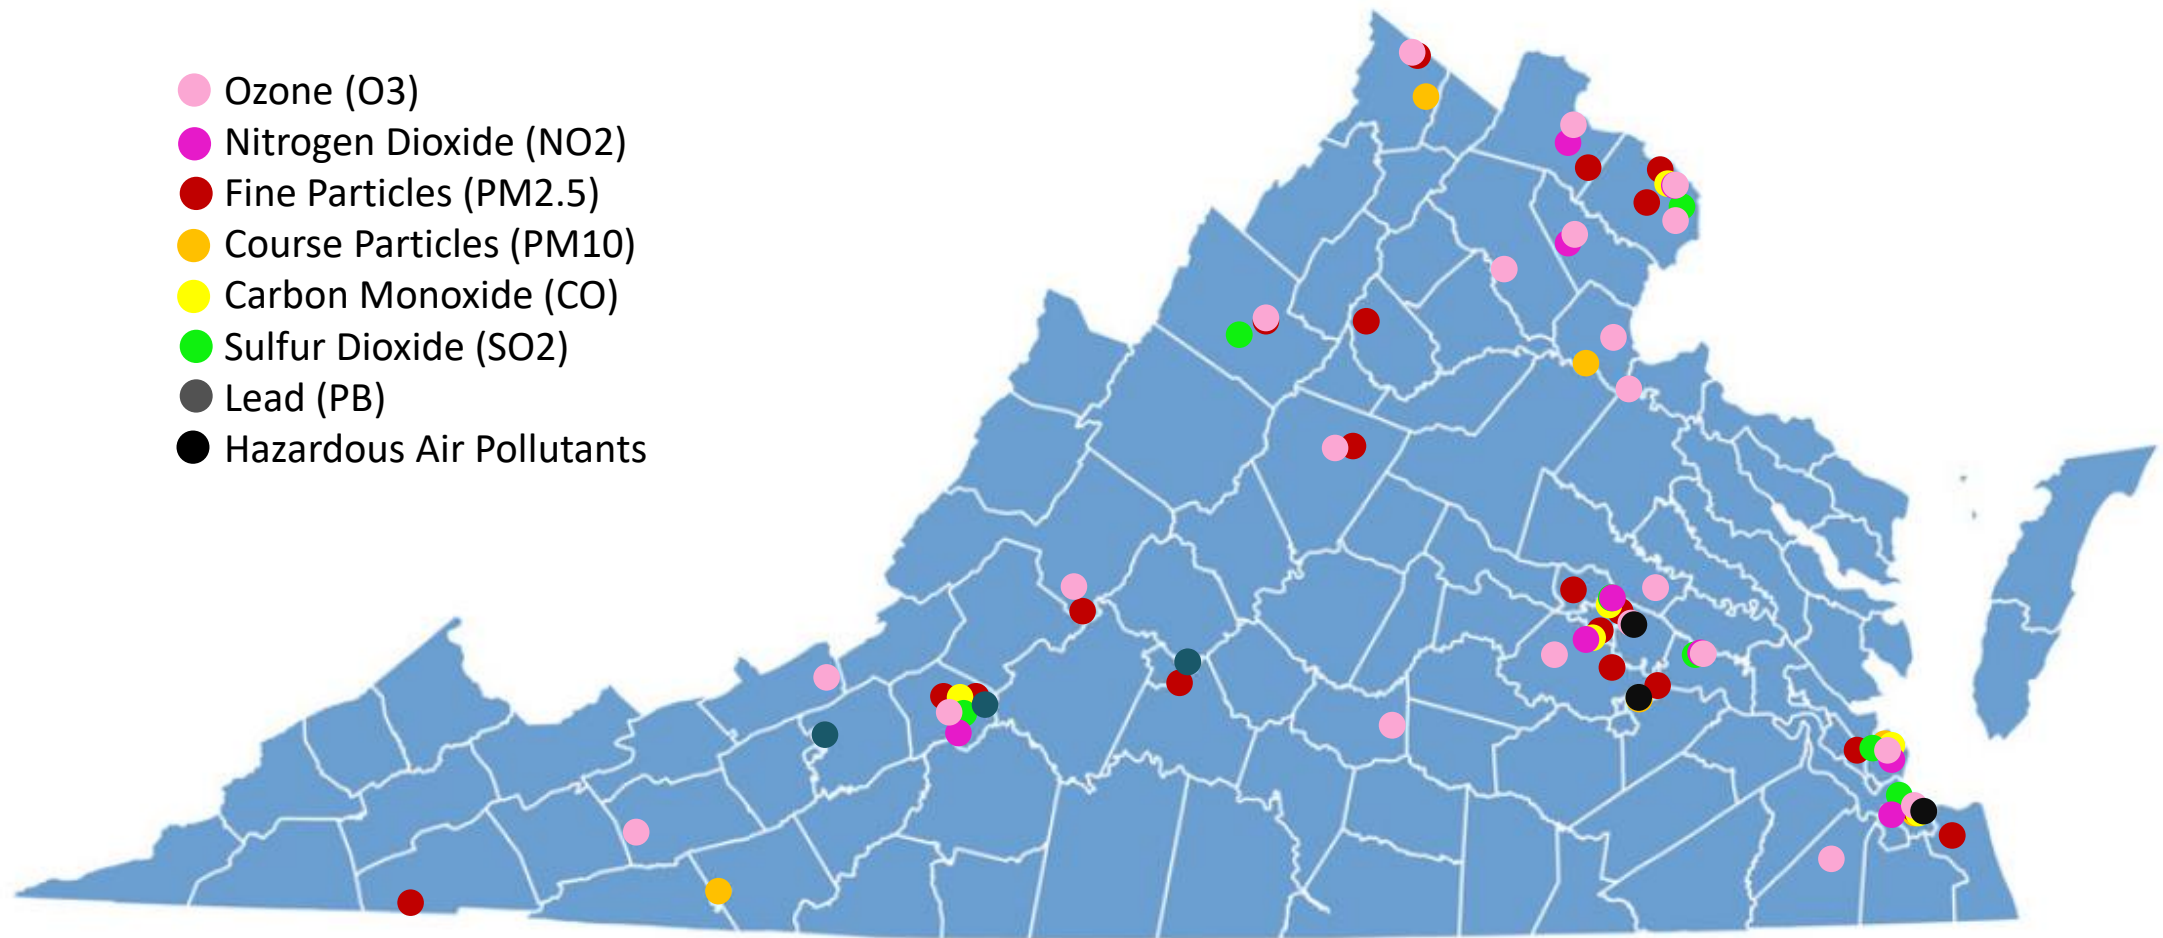 Ozone (O3)
Nitrogen Dioxide (NO2)
Fine Particles (PM2.5)
Course Particles (PM10)
Carbon Monoxide (CO)
Sulfur Dioxide (SO2)
Lead (PB)
Hazardous Air Pollutants